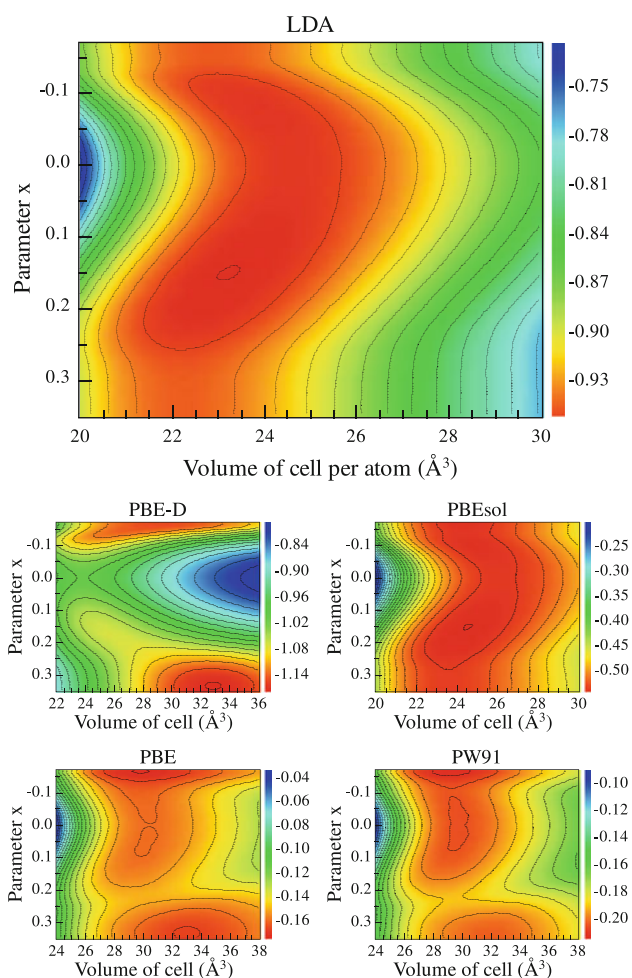 LDA
Parameter x
-0.1
0.0
0.1
0.2
0.3
20 22 24 26 28 30
Volume of cell per atom (Å³)
-0.75
-0.78
-0.81
-0.84
-0.87
-0.90
-0.93
PBE-D
Parameter x
-0.1
0.0
0.1
0.2
0.3
22 24 26 28 30 32 34 36
Volume of cell (Å³)
-0.84
-0.90
-0.96
-1.02
-1.08
-1.14
PBEsol
Parameter x
-0.1
0.0
0.1
0.2
0.3
20 22 24 26 28 30
Volume of cell (Å³)
-0.25
-0.30
-0.35
-0.40
-0.45
-0.50
PBE
Parameter x
-0.1
0.0
0.1
0.2
0.3
24 26 28 30 32 34 36 38
Volume of cell (Å³)
-0.04
-0.06
-0.08
-0.10
-0.12
-0.14
-0.16
PW91
Parameter x
-0.1
0.0
0.1
0.2
0.3
24 26 28 30 32 34 36 38
Volume of cell (Å³)
-0.10
-0.12
-0.14
-0.16
-0.18
-0.20